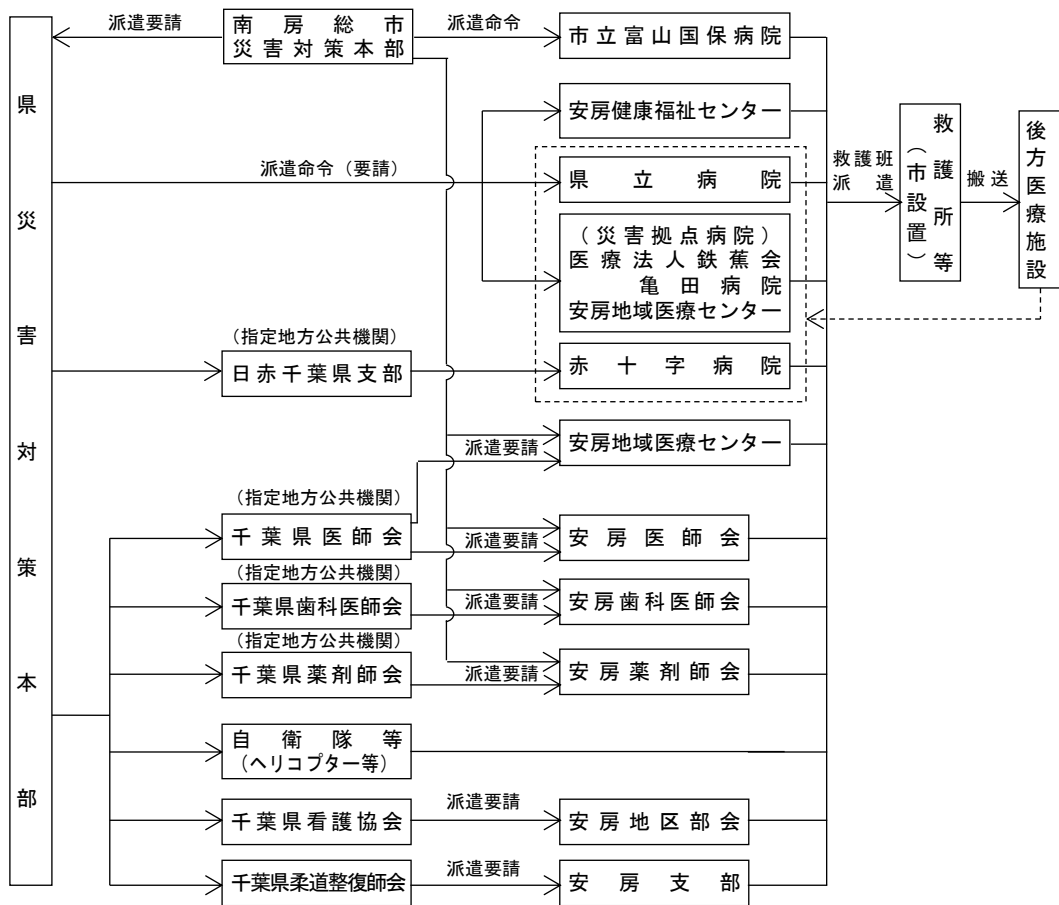 県災害対策本部
派遣要請
南房総市
災害対策本部
派遣命令
市立富山国保病院
安房健康福祉センター
派遣命令（要請）
県立病院
（災害拠点病院）
医療法人鉄蕉会
亀田病院
安房地域医療センター
(指定地方公共機関)
日赤千葉県支部
赤十字病院
派遣要請
安房地域医療センター
(指定地方公共機関)
千葉県医師会
派遣要請
安房医師会
(指定地方公共機関)
千葉県歯科医師会
派遣要請
安房歯科医師会
(指定地方公共機関)
千葉県薬剤師会
派遣要請
安房薬剤師会
自衛隊等
（ヘリコプター等）
千葉県看護協会
派遣要請
安房地区部会
千葉県柔道整復師会
派遣要請
安房支部
救護班
派遣
救護所等
（市設置）
搬送
後方医療施設